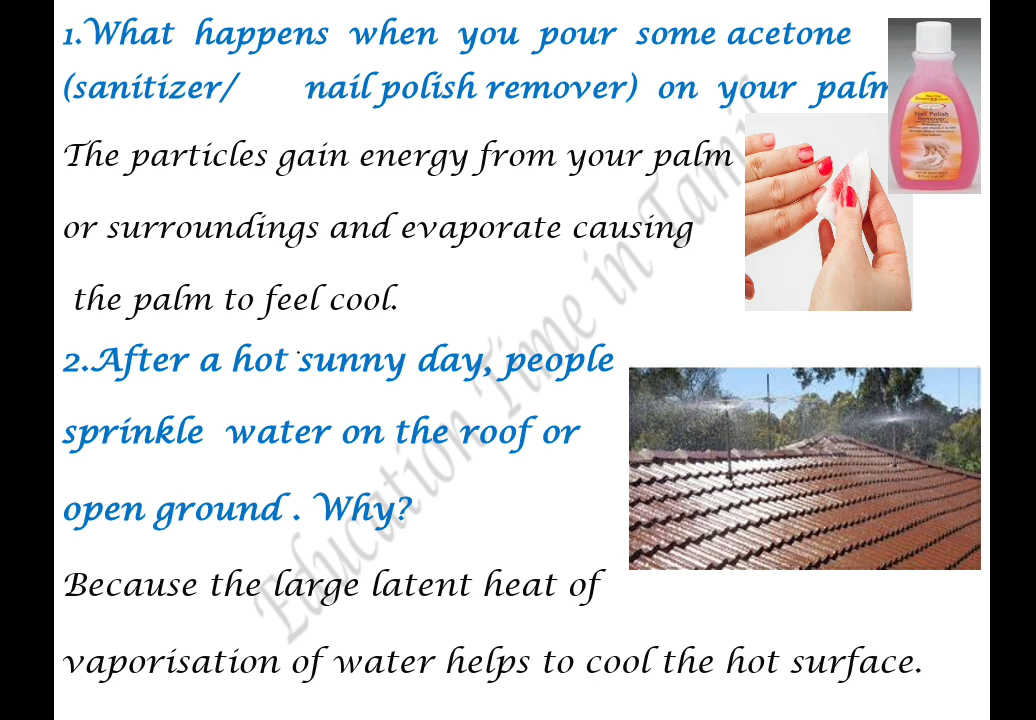 1.What happens when you pour some acetone
(sanitizer/ nail polish remover) on your palm
The particles gain energy from your palm
or surroundings and evaporate causing
the palm to feel cool.
2.After a hot sunny day, people
sprinkle water on the roof or
open ground . Why?
Because the large latent heat of
vaporisation of water helps to cool the hot surface.
Education Time in Tamil
Nail Polish
Remover